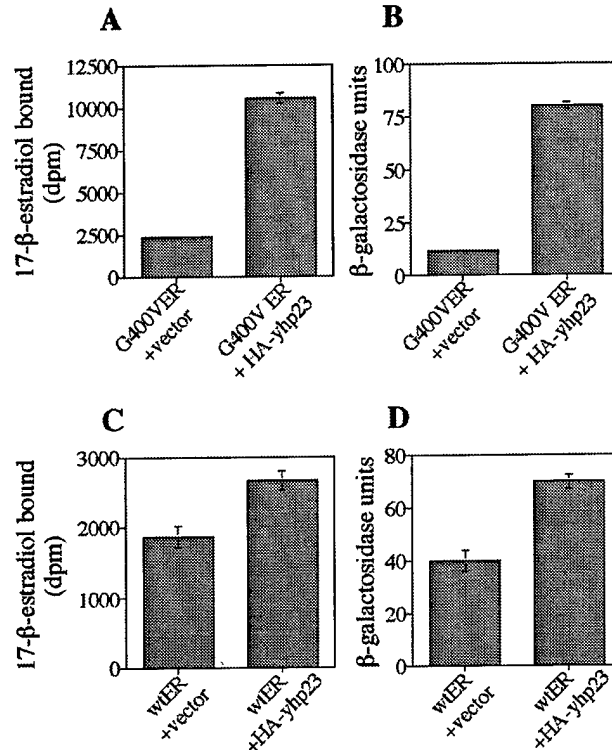 A
17-β-estradiol bound
(dpm)
12500
10000
7500
5000
2500
0
G400VER
+vector
G400V ER
+ HA-yhp23
B
β-galactosidase units
100
75
50
25
0
G400VER
+vector
G400V ER
+ HA-yhp23
C
17-β-estradiol bound
(dpm)
3000
2000
1000
0
wtER
+vector
wtER
+HA-yhp23
D
β-galactosidase units
80
60
40
20
0
wtER
+vector
wtER
+HA-yhp23